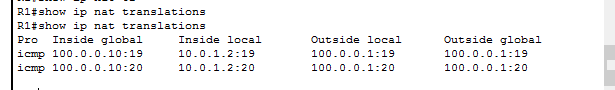 R1#show ip nat translations
R1#show ip nat translations
Pro Inside global Inside local Outside local Outside global
icmp 100.0.0.10:19 10.0.1.2:19 100.0.0.1:19 100.0.0.1:19
icmp 100.0.0.10:20 10.0.1.2:20 100.0.0.1:20 100.0.0.1:20